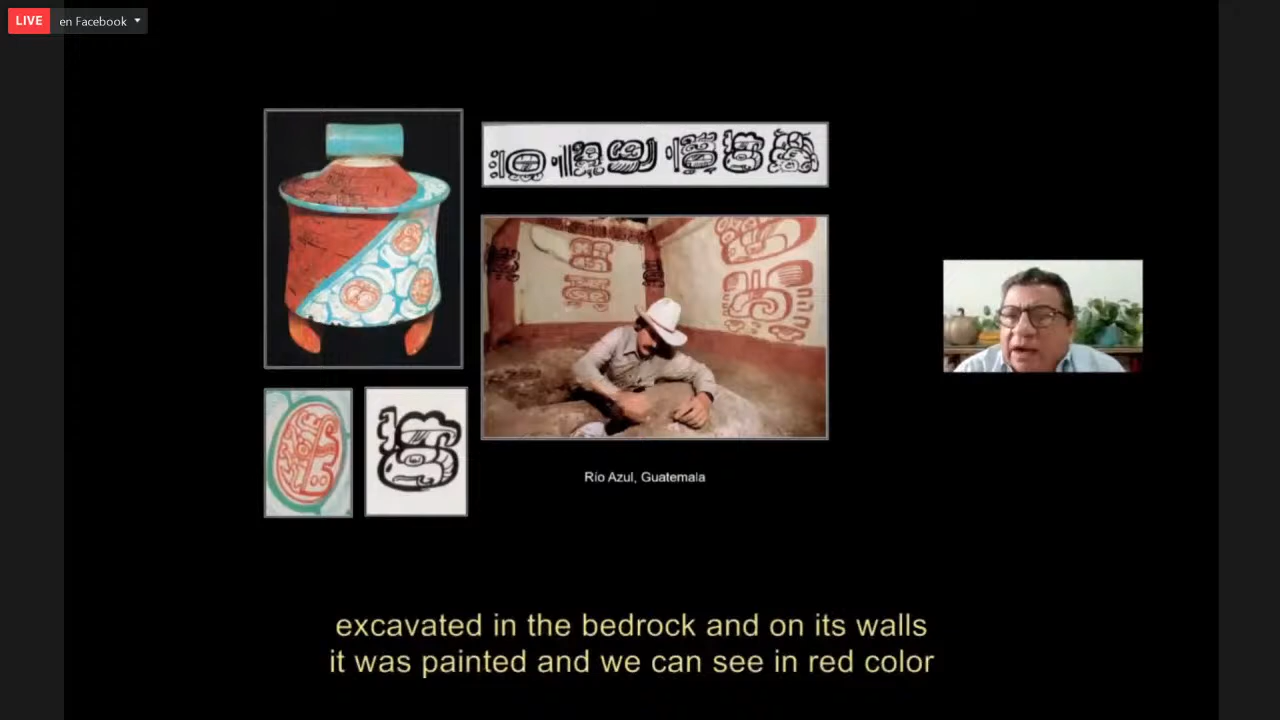 LIVE en Facebook
Río Azul, Guatemala
excavated in the bedrock and on its walls
it was painted and we can see in red color